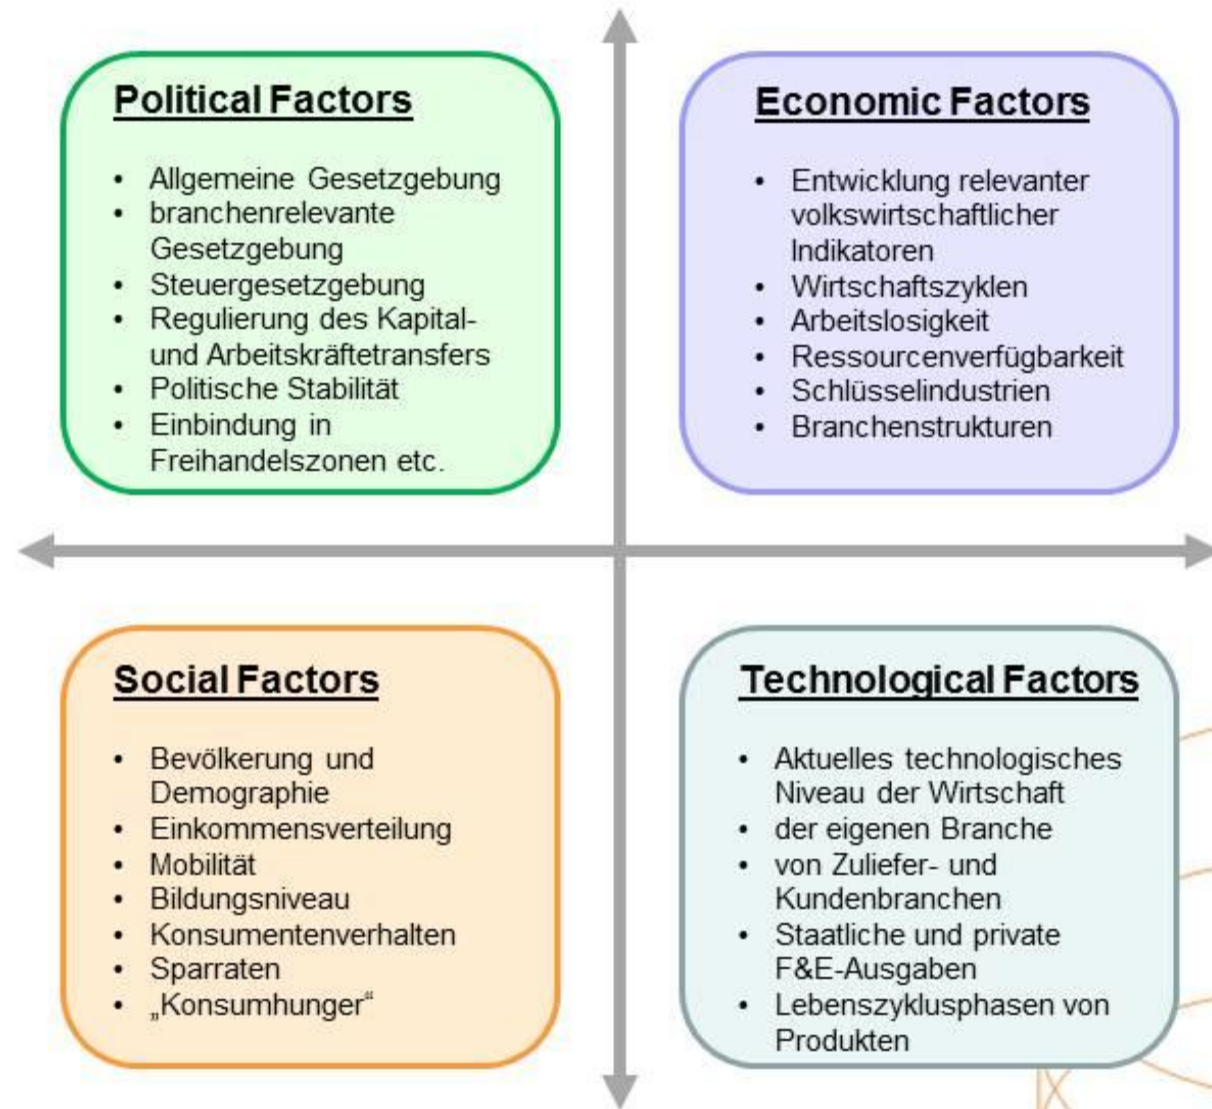 Political Factors
• Allgemeine Gesetzgebung
• branchenrelevante
Gesetzgebung
• Steuergesetzgebung
• Regulierung des Kapital-
und Arbeitskräftetransfers
• Politische Stabilität
• Einbindung in
Freihandelszonen etc.
Economic Factors
• Entwicklung relevanter
volkswirtschaftlicher
Indikatoren
• Wirtschaftszyklen
• Arbeitslosigkeit
• Ressourcenverfügbarkeit
• Schlüsselindustrien
• Branchenstrukturen
Social Factors
• Bevölkerung und
Demographie
• Einkommensverteilung
• Mobilität
• Bildungsniveau
• Konsumentenverhalten
• Sparraten
• „Konsumhunger“
Technological Factors
• Aktuelles technologisches
Niveau der Wirtschaft
• der eigenen Branche
• von Zuliefer- und
Kundenbranchen
• Staatliche und private
F&E-Ausgaben
• Lebenszyklusphasen von
Produkten